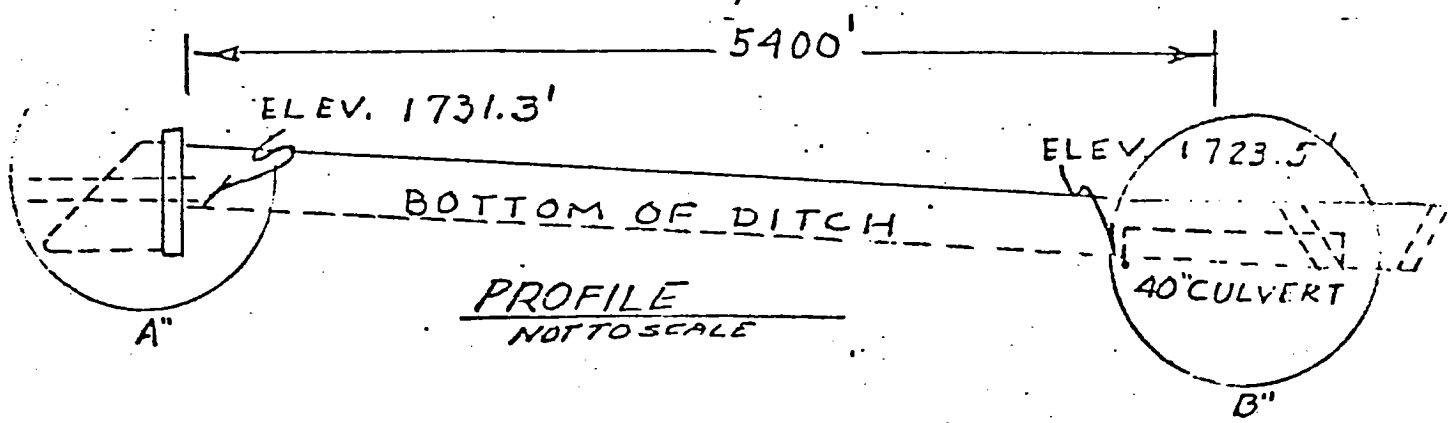 5400'
ELEV. 1731.3'
ELEV. 1723.5'
BOTTOM OF DITCH
40" CULVERT
PROFILE
NOT TO SCALE
A"
B"